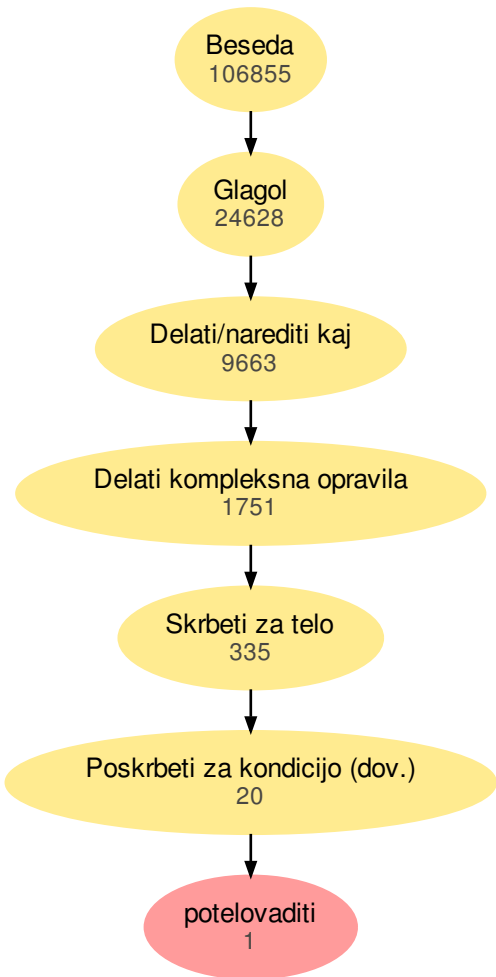 Beseda
106855
Glagol
24628
Delati/narediti kaj
9663
Delati kompleksna opravila
1751
Skrbeti za telo
335
Poskrbeti za kondicijo (dov.)
20
potelovaditi
1